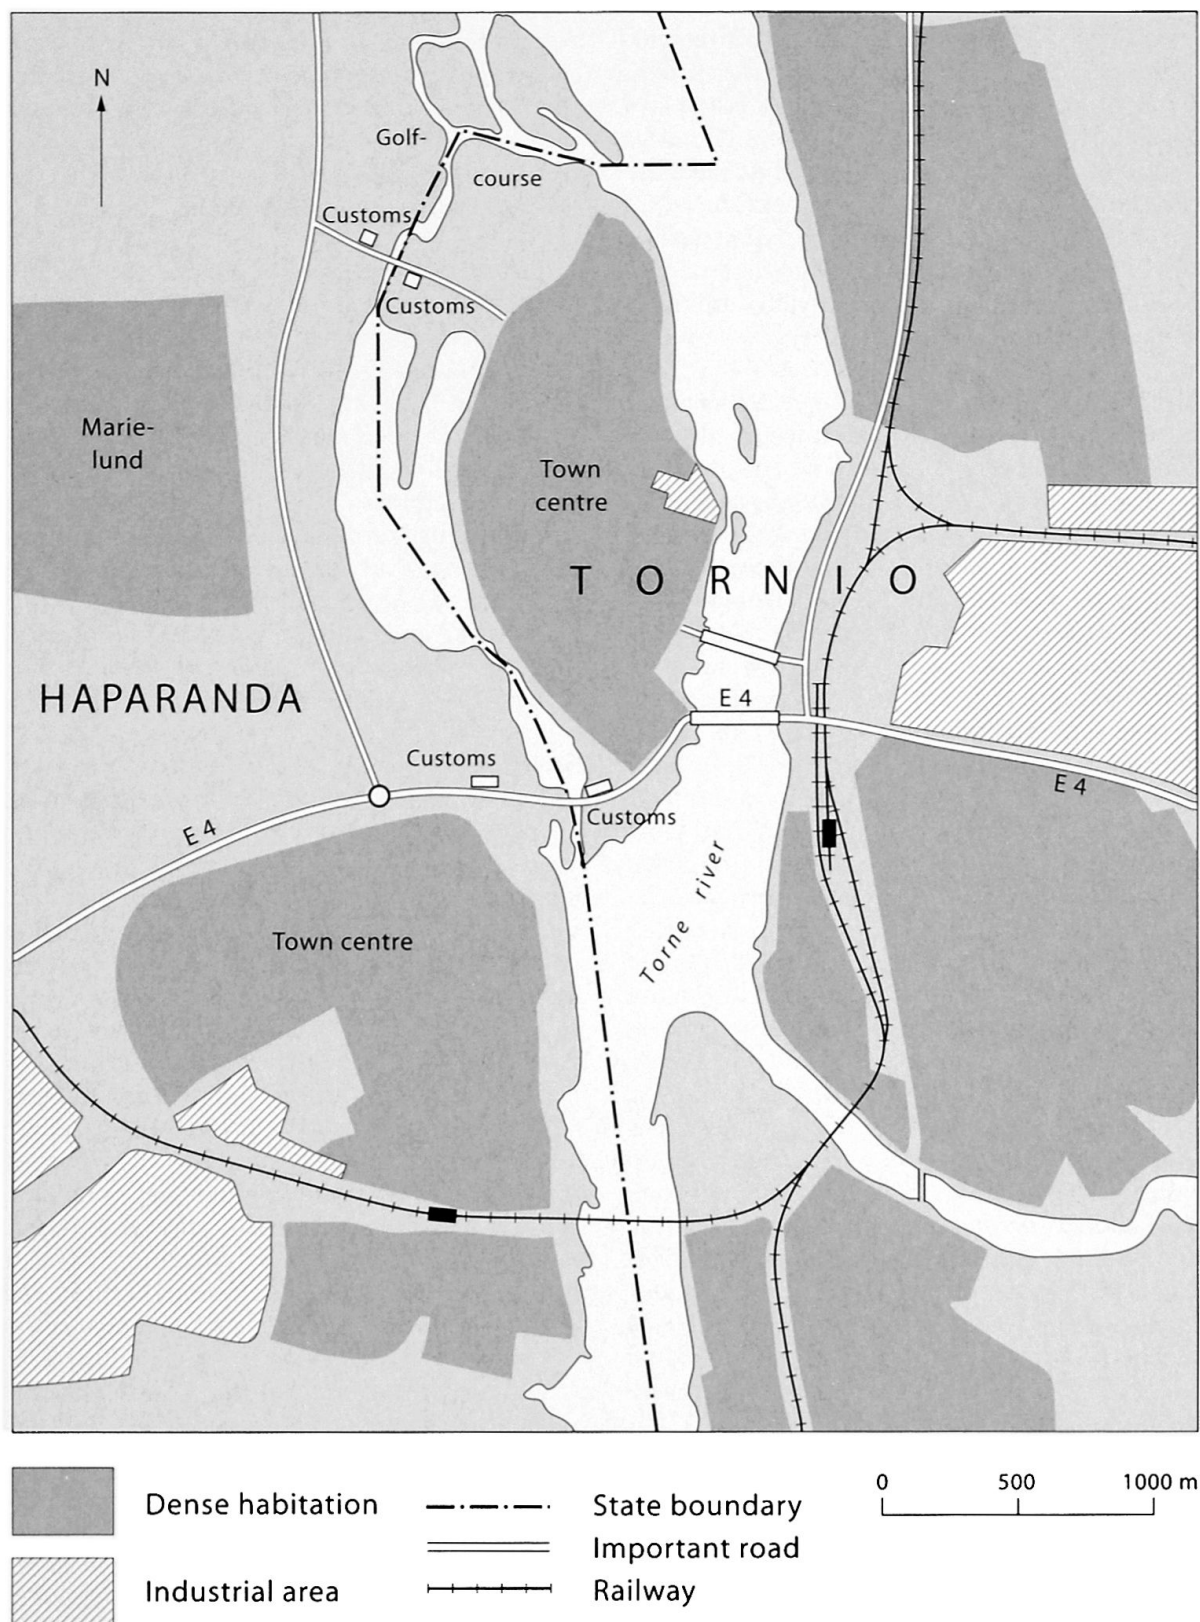 N
Golf-
course
Customs
Customs
Marie-
lund
Town
centre
TORNIO
HAPARANDA
E 4
Customs
E 4
Customs
E 4
Torne river
Town centre
Dense habitation
State boundary
0 500 1000 m
Important road
Industrial area
Railway